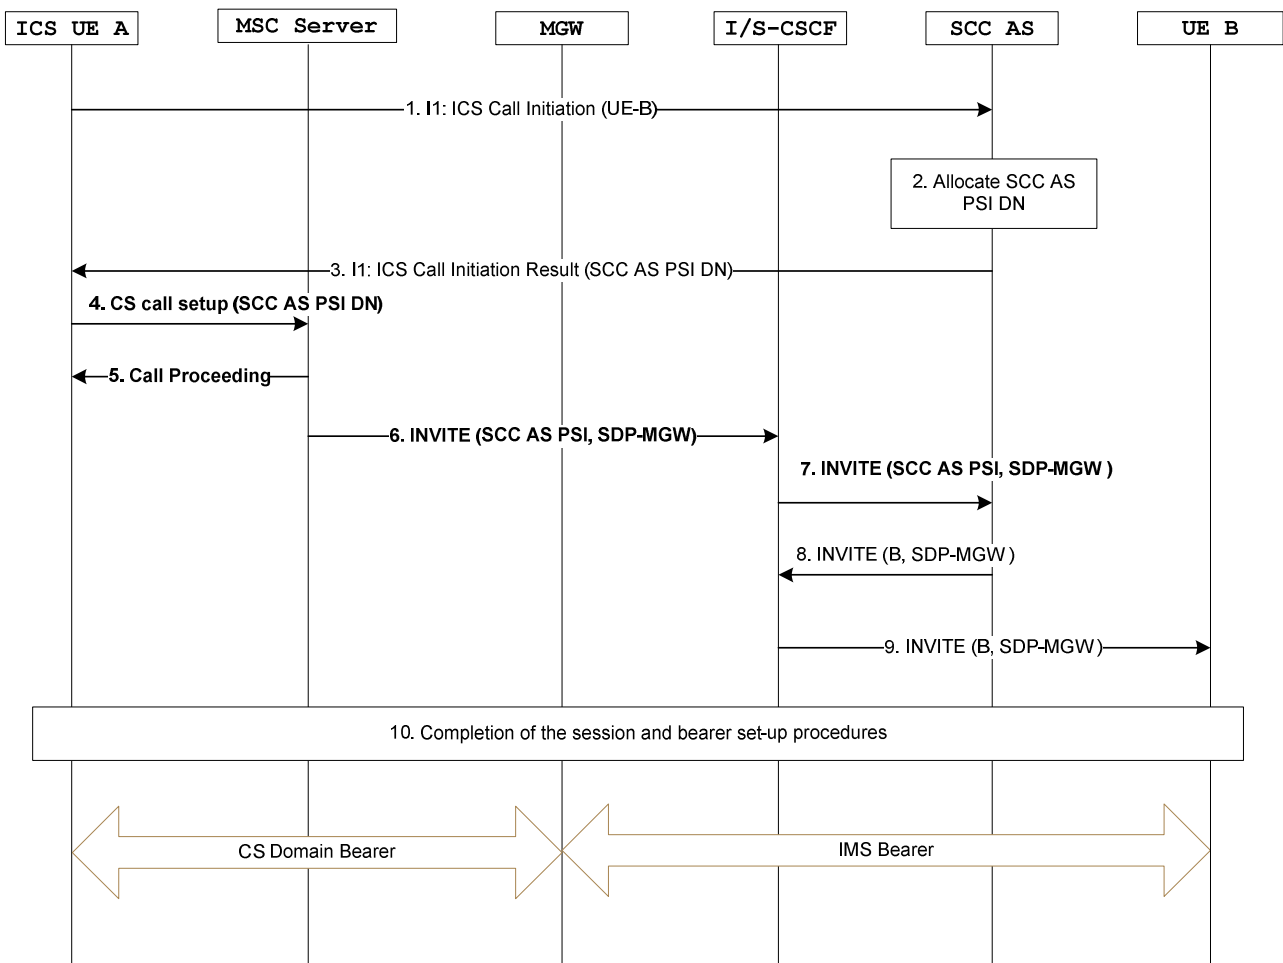 ICS UE A
MSC Server
MGW
I/S-CSCF
SCC AS
UE B
1. I1: ICS Call Initiation (UE-B)
2. Allocate SCC AS
PSI DN
3. I1: ICS Call Initiation Result (SCC AS PSI DN)
4. CS call setup (SCC AS PSI DN)
5. Call Proceeding
6. INVITE (SCC AS PSI, SDP-MGW)
7. INVITE (SCC AS PSI, SDP-MGW )
8. INVITE (B, SDP-MGW )
9. INVITE (B, SDP-MGW )
10. Completion of the session and bearer set-up procedures
CS Domain Bearer
IMS Bearer